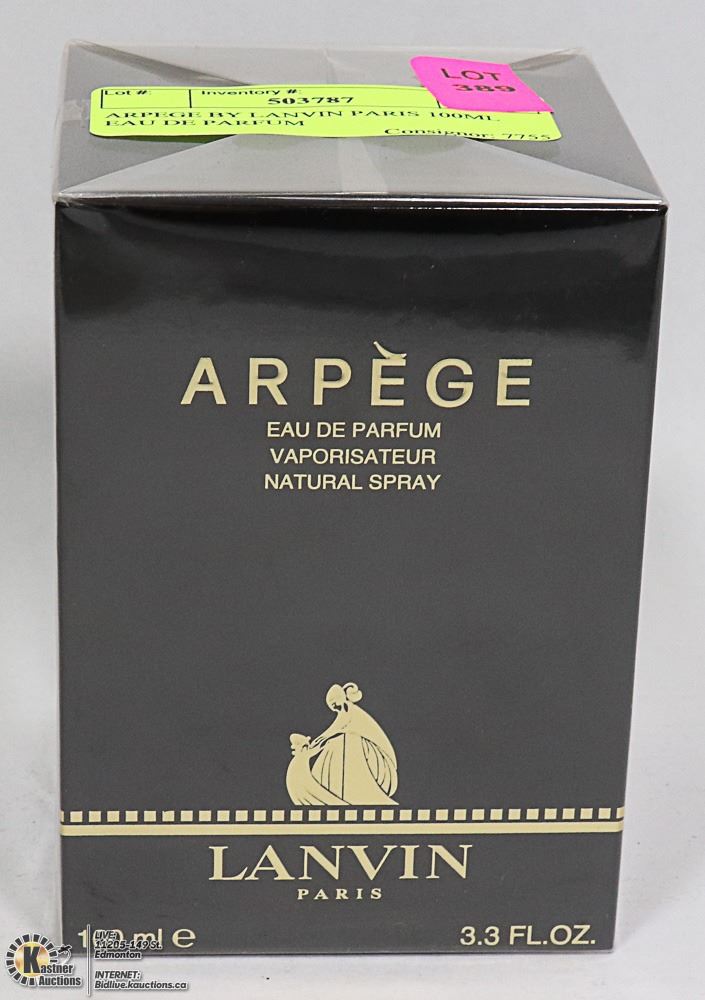 LOT
389
Lot #: Inventory #:
503787
ARPEGE BY LANVIN PARIS 100ML
EAU DE PARFUM
Consignor: 7755
ARPÈGE
EAU DE PARFUM
VAPORISATEUR
NATURAL SPRAY
LANVIN
PARIS
100 ml e 3.3 FL.OZ.
Kastner
Auctions
LIVE:
11205-149 St.
Edmonton
INTERNET:
Bidlive.kauctions.ca